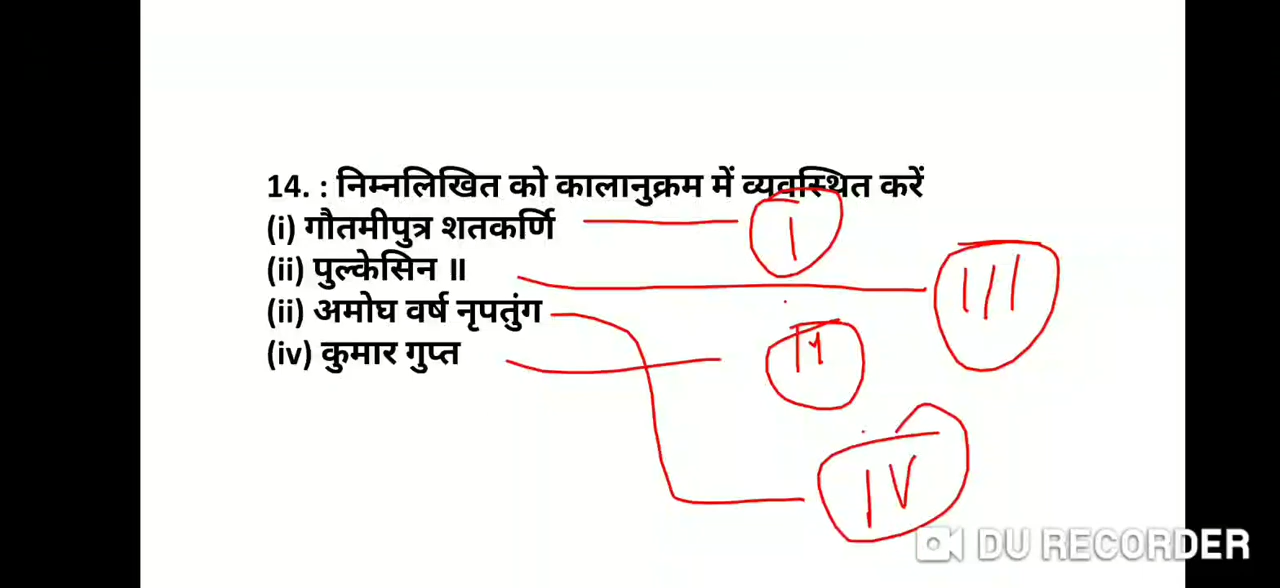 14. : निम्नलिखित को कालानुक्रम में व्यवस्थित करें
(i) गौतमीपुत्र शतकर्णि
I
(ii) पुल्केसिन II
III
(ii) अमोघ वर्ष नृपतुंग
(iv) कुमार गुप्त
II
IV
DU RECORDER